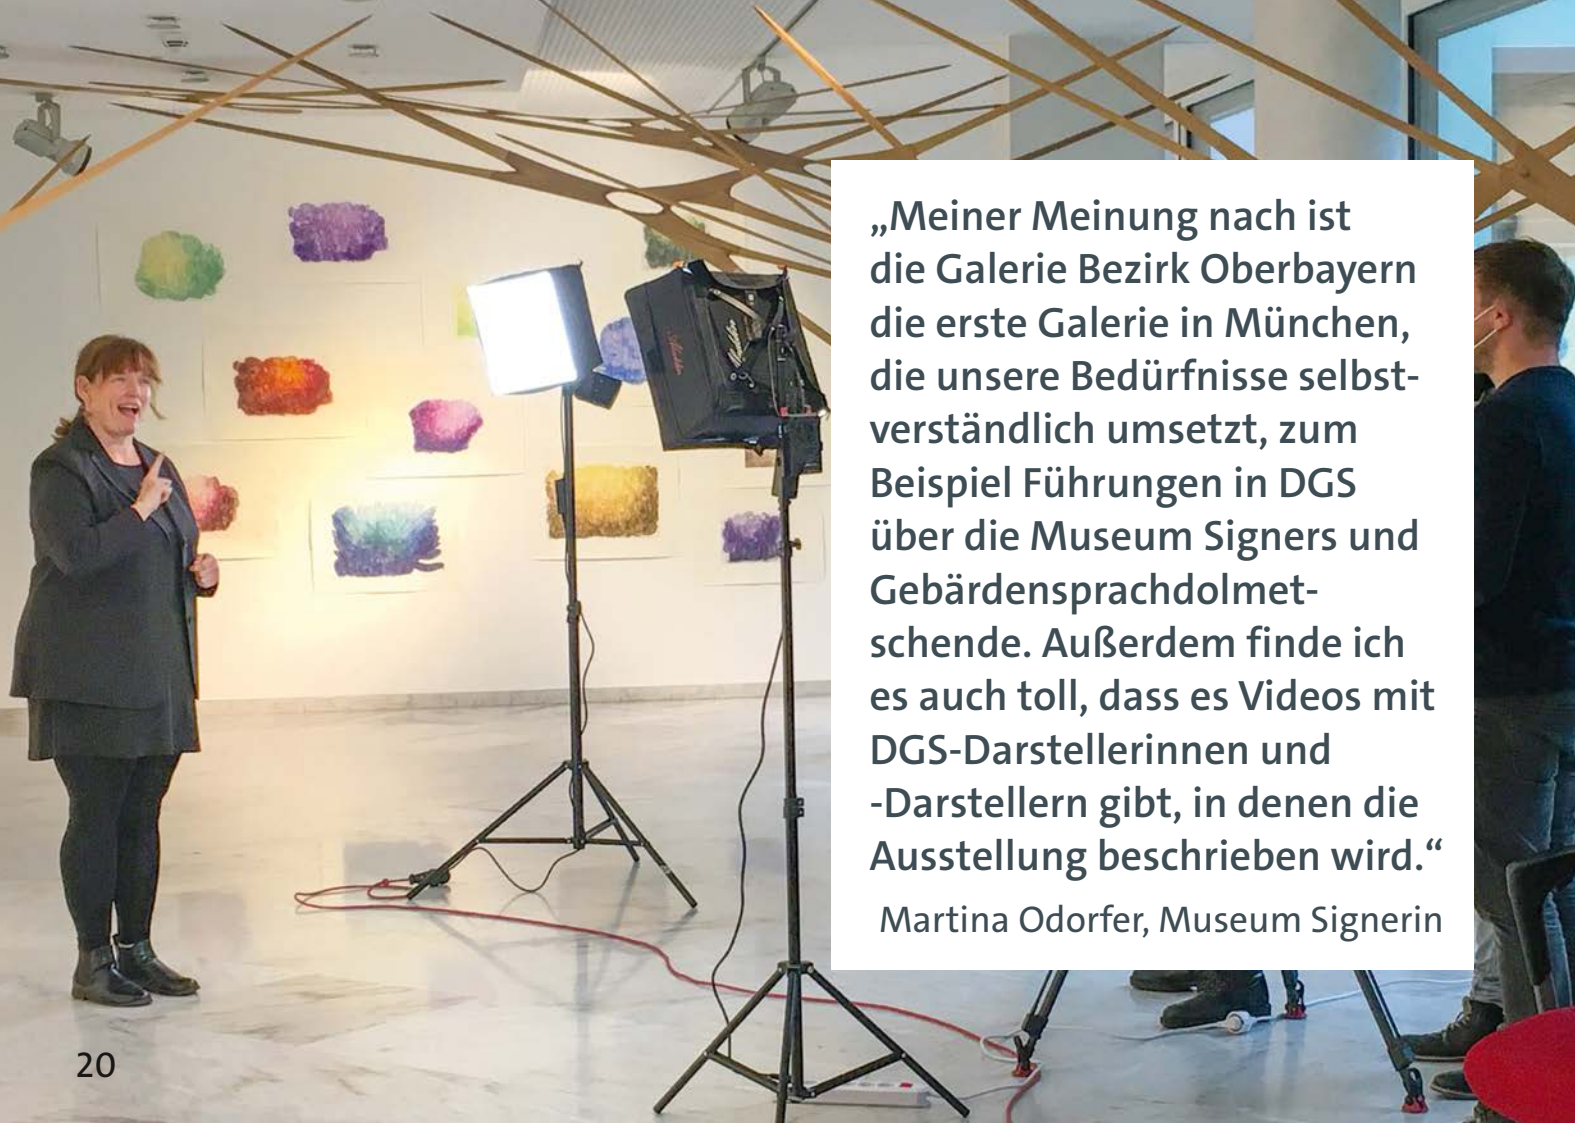 „Meiner Meinung nach ist
die Galerie Bezirk Oberbayern
die erste Galerie in München,
die unsere Bedürfnisse selbst-
verständlich umsetzt, zum
Beispiel Führungen in DGS
über die Museum Signers und
Gebärdensprachdolmet-
schende. Außerdem finde ich
es auch toll, dass es Videos mit
DGS-Darstellerinnen und
-Darstellern gibt, in denen die
Ausstellung beschrieben wird.“
Martina Odorfer, Museum Signerin
20